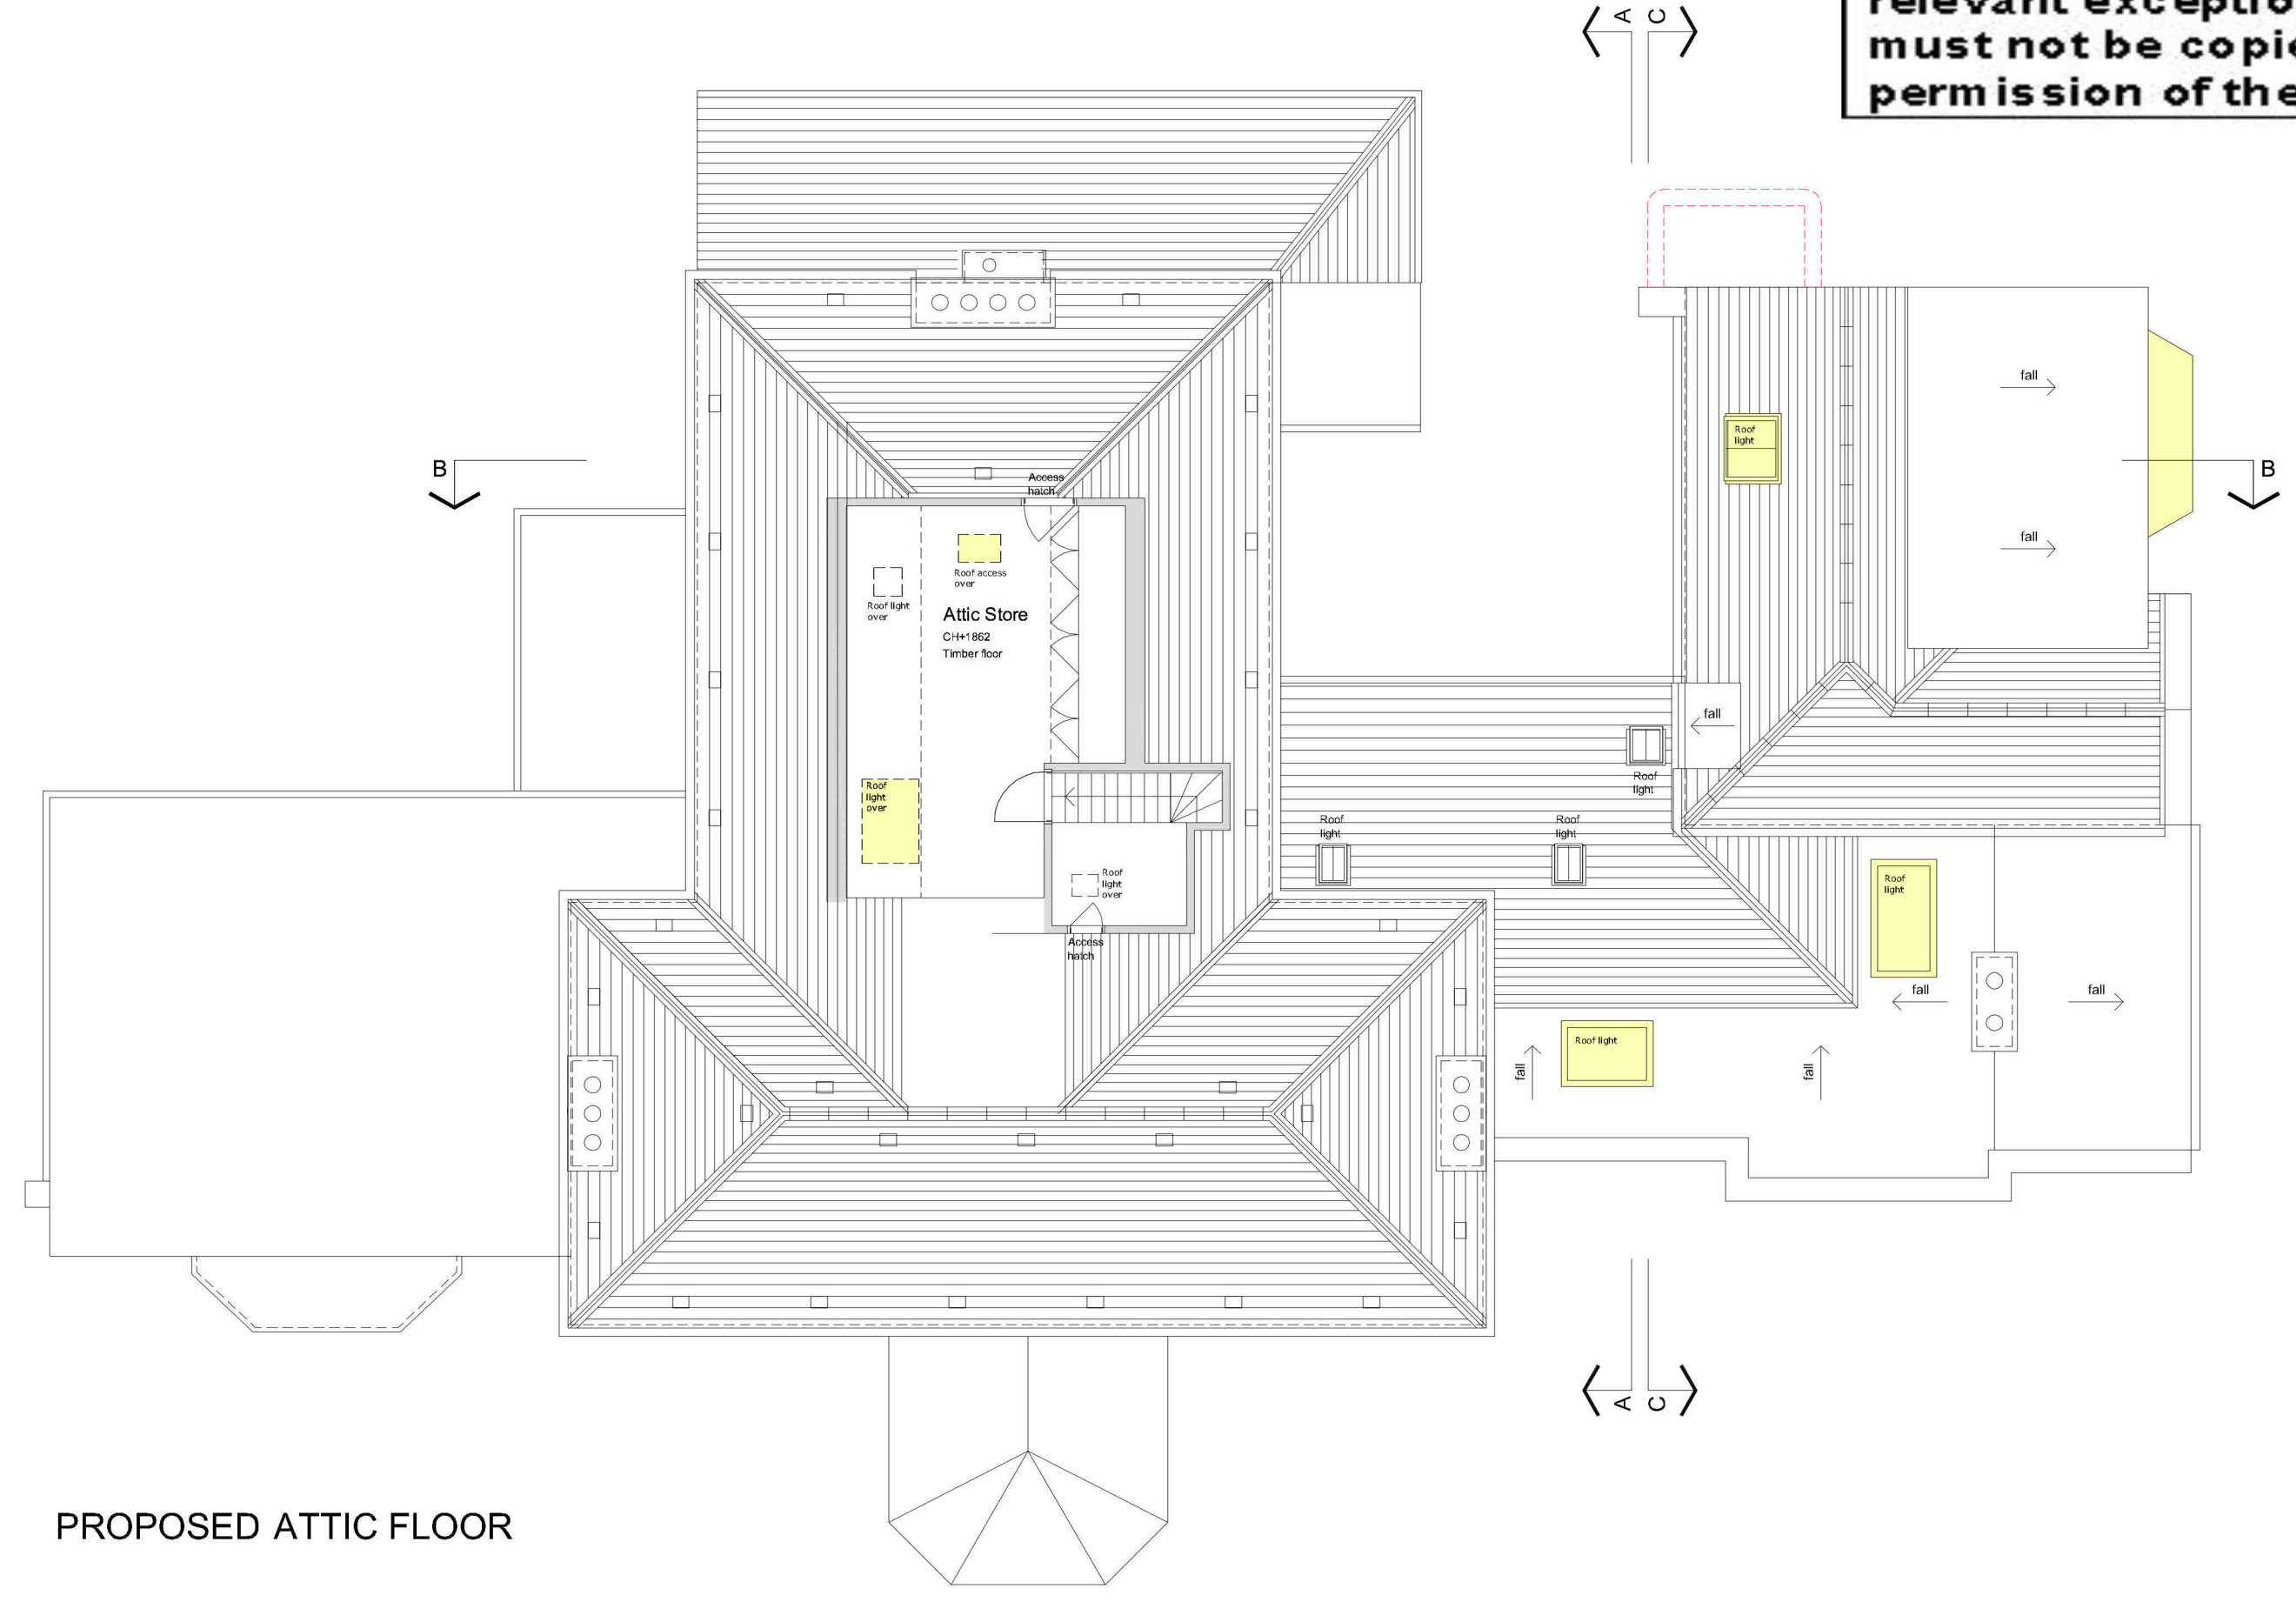 relevant exceptio
must not be copie
permission of the
A C
B
B
fall
Roof
light
Access
hatch
fall
Roof access
over
Roof light
over
Attic Store
CH+1862
Timber floor
fall
Roof
light
Roof
light
over
Roof
light
Roof
light
Roof
light
over
Roof
light
Access
hatch
fall
fall
Roof light
fall
fall
A C
PROPOSED ATTIC FLOOR